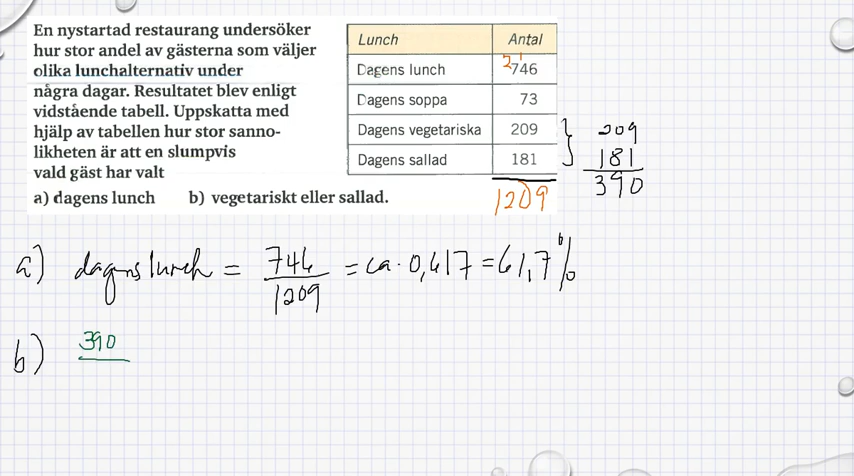 En nystartad restaurang undersöker
hur stor andel av gästerna som väljer
olika lunchalternativ under
några dagar. Resultatet blev enligt
vidstående tabell. Uppskatta med
hjälp av tabellen hur stor sanno-
likheten är att en slumpvis
vald gäst har valt
a) dagens lunch b) vegetariskt eller sallad.
Lunch Antal
2 1
Dagens lunch 746
Dagens soppa 73
Dagens vegetariska 209
Dagens sallad 181
1209
209
181
390
a) dagens lunch = 746/1209 = ca. 0,617 = 61,7%
b) 390